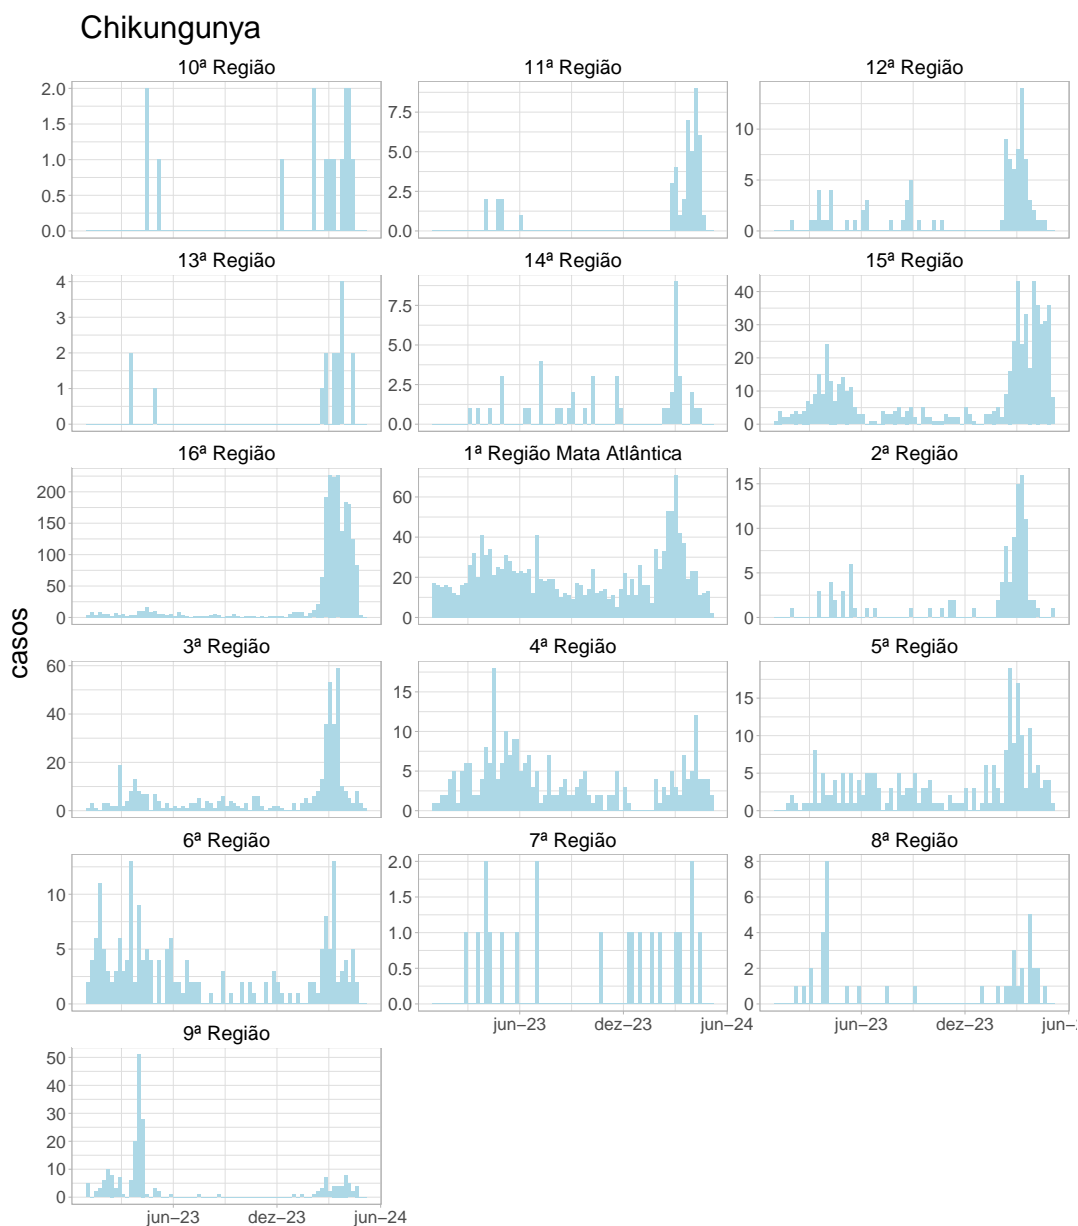 Chikungunya
10ª Região
11ª Região
12ª Região
2.0
1.5
1.0
0.5
0.0
7.5
5.0
2.5
0.0
10
5
0
13ª Região
14ª Região
15ª Região
4
3
2
1
0
7.5
5.0
2.5
0.0
40
30
20
10
0
16ª Região
1ª Região Mata Atlântica
2ª Região
200
150
100
50
0
60
40
20
0
15
10
5
0
casos
3ª Região
4ª Região
5ª Região
60
40
20
0
15
10
5
0
15
10
5
0
6ª Região
7ª Região
8ª Região
10
5
0
2.0
1.5
1.0
0.5
0.0
8
6
4
2
0
jun−23
dez−23
jun−24
jun−23
dez−23
9ª Região
50
40
30
20
10
0
jun−23
dez−23
jun−24